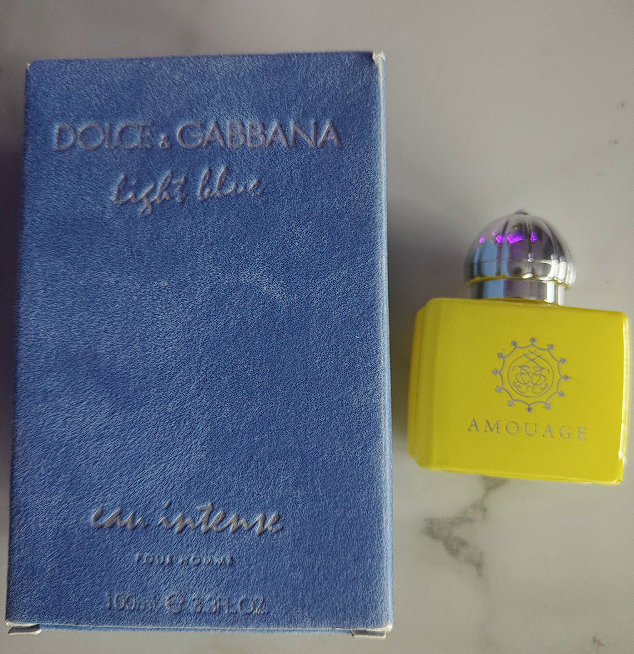 DOLCE & GABBANA
light blue
eau intense
POUR HOMME
100ml ℮ 3.3FL.OZ.
AMOUAGE